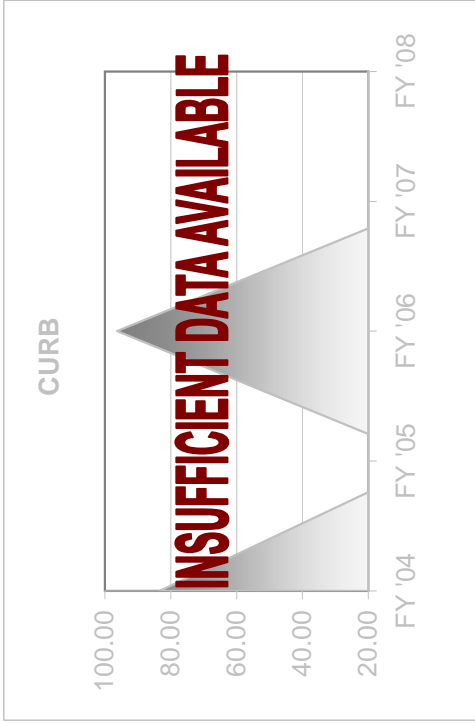 CURB
INSUFFICIENT DATA AVAILABLE
100.00
80.00
60.00
40.00
20.00
FY '04
FY '05
FY '06
FY '07
FY '08